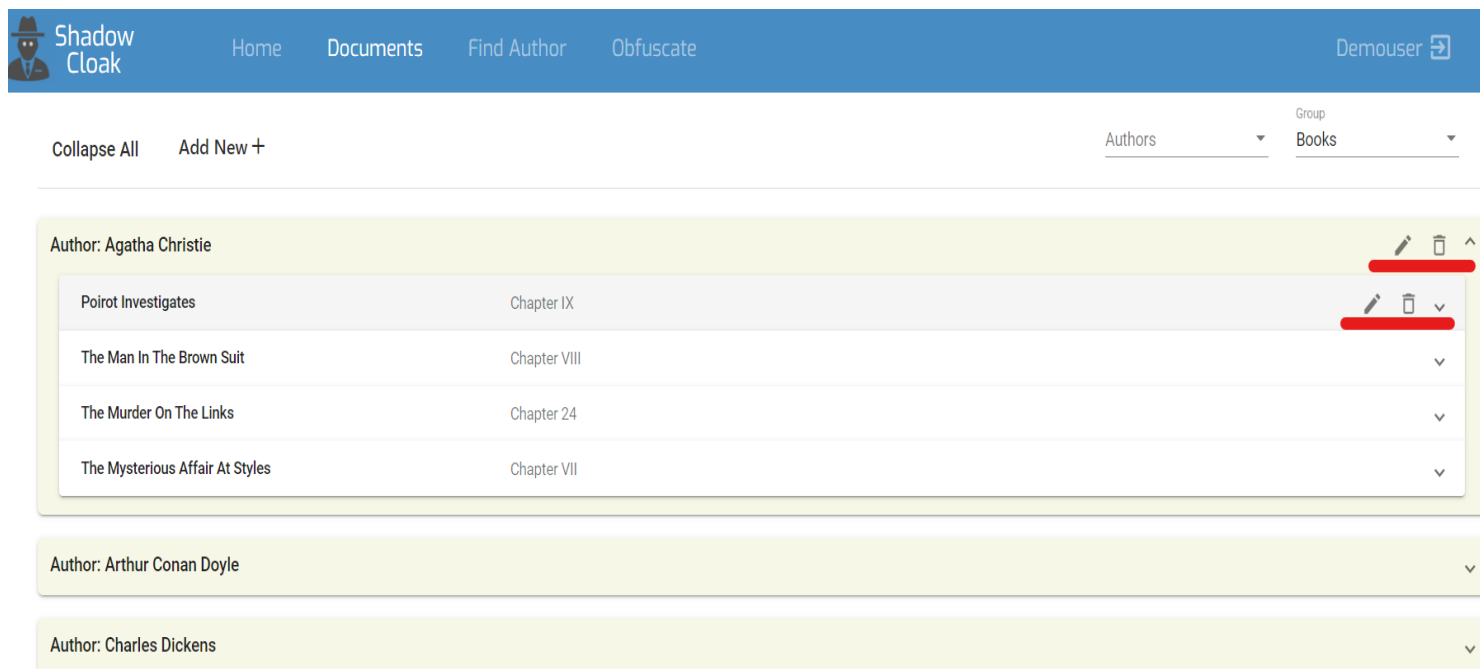 Shadow
Cloak
Home Documents Find Author Obfuscate Demouser
Collapse All Add New + Authors Group
Books
Author: Agatha Christie
Poirot Investigates Chapter IX
The Man In The Brown Suit Chapter VIII
The Murder On The Links Chapter 24
The Mysterious Affair At Styles Chapter VII
Author: Arthur Conan Doyle
Author: Charles Dickens